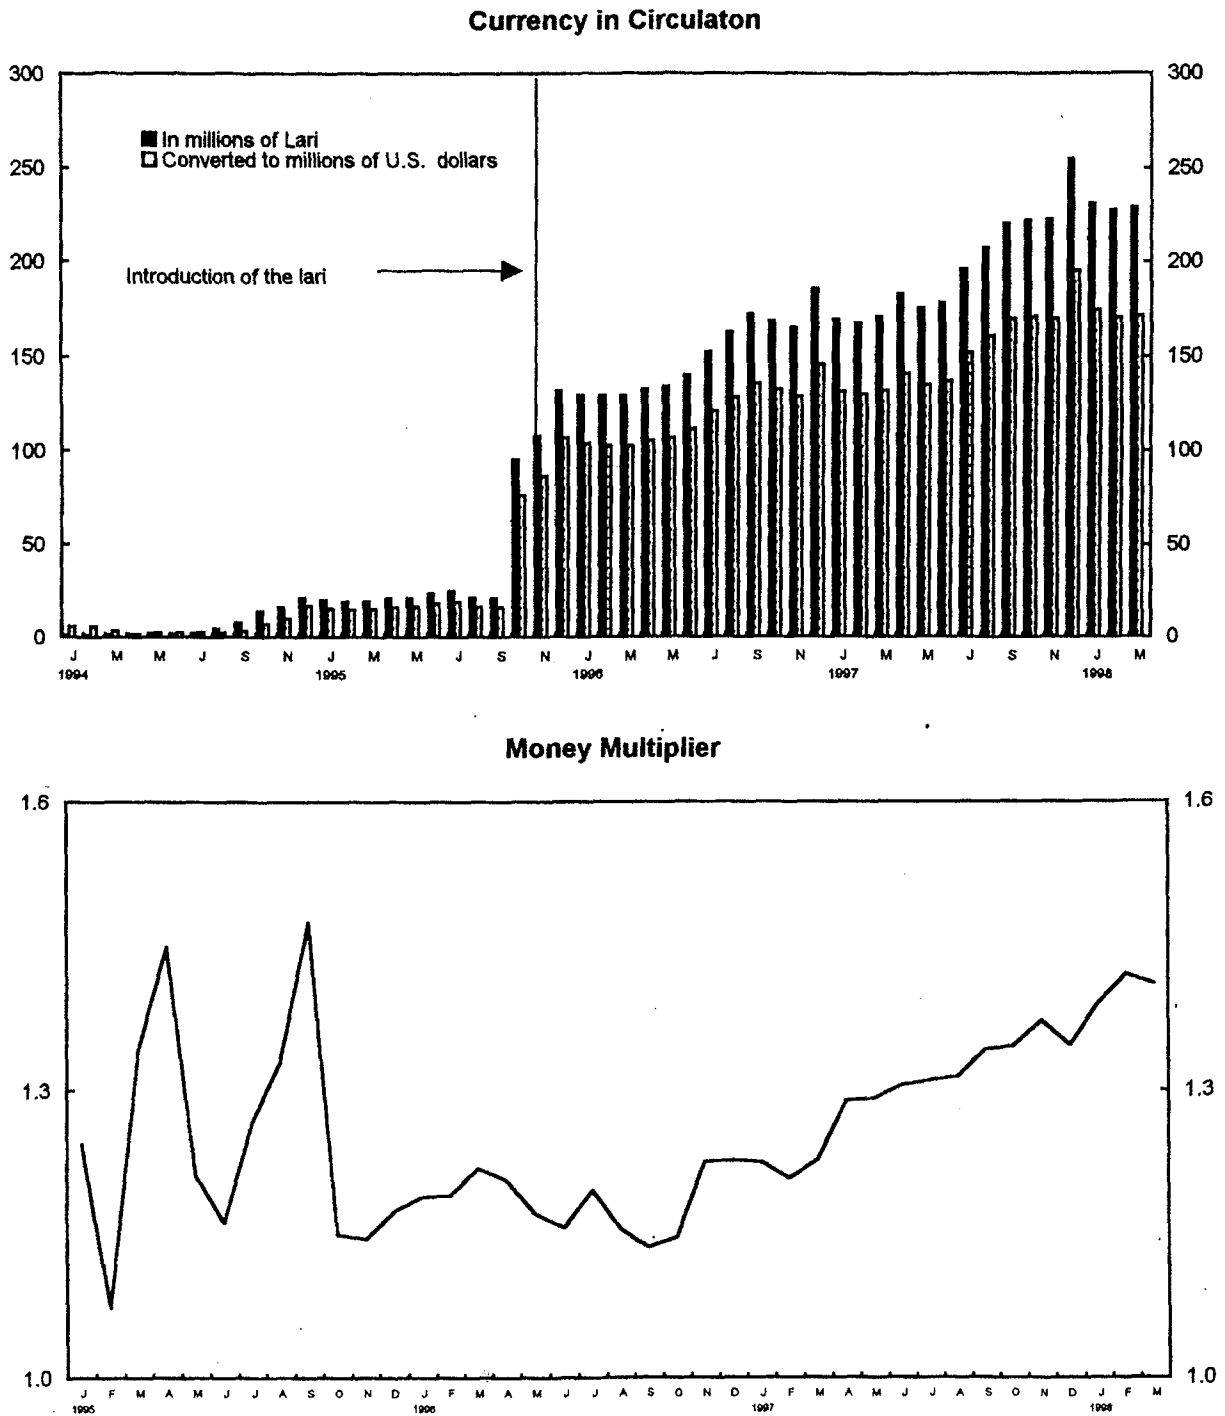 Currency in Circulaton
300 300
In millions of Lari
250 250
Converted to millions of U.S. dollars
200 200
Introduction of the lari
150 150
100 100
50 50
0 0
J M M J S N J M M J S N J M M J S N J M M J S N J M
1994 1995 1996 1997 1998
Money Multiplier
1.6 1.6
1.3 1.3
1.0 1.0
J F M A M J J A S O N D J F M A M J J A S O N D J F M A M J J A S O N D J F M
1995 1996 1997 1998